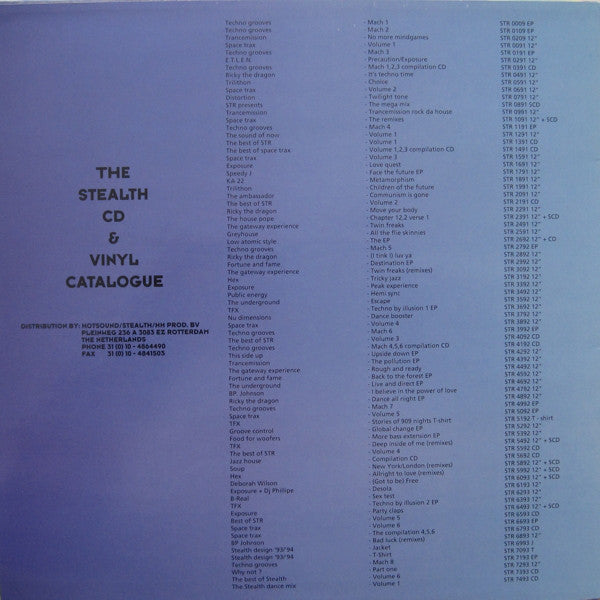 THE
STEALTH
CD
&
VINYL
CATALOGUE
DISTRIBUTION BY: HOTSOUND/STEALTH/HH PROD. BV
PLEINWEG 236 A 3083 EZ ROTTERDAM
THE NETHERLANDS
PHONE 31 (0) 10 - 4864490
FAX 31 (0) 10 - 4841503
Techno grooves
Techno grooves
Trancemission
Space trax
Techno grooves
E.T.L.E.N.
Techno grooves
Ricky the dragon
Trilithon
Space trax
Distortion
STR presents
Trancemission
Space trax
Techno grooves
The sound of now
The best of STR
The best of space trax
Space trax
Exposure
Speedy J
KA 22
Trilithon
The ambassador
The best of STR
Ricky the dragon
The house pope
The gateway experience
Greyhouse
Low atomic style
Techno grooves
Ricky the dragon
Fortune and fame
The gateway experience
Hex
Exposure
Public energy
The underground
TFX
Nu dimensions
Space trax
Techno grooves
The best of STR
Techno grooves
This side up
Trancemission
The gateway experience
Fortune and fame
The underground
BP. Johnson
Ricky the dragon
Techno grooves
Space trax
TFX
Groove control
Food for woofers
TFX
The best of STR
Jazz house
Soup
Hex
Deborah Wilson
Exposure + Dj Phillipe
B-Real
TFX
Exposure
Best of STR
Space trax
Space trax
BP Johnson
Stealth design '93/'94
Stealth design '93/'94
Techno grooves
Why not ?
The best of Stealth
The Stealth dance mix
- Mach 1
- Mach 2
- No more mindgames
- Volume 1
- Mach 3
- Precaution/Exposure
- Mach 1,2,3 compilation CD
- It's techno time
- Choice
- Volume 2
- Twilight tone
- The mega mix
- Trancemission rock da house
- The remixes
- Mach 4
- Volume 1
- Volume 1
- Volume 1,2,3 compilation CD
- Volume 3
- Love quest
- Face the future EP
- Metamorphism
- Children of the future
- Communism is gone
- Volume 2
- Move your body
- Chapter 12,2 verse 1
- Twin freaks
- All the flie skinnies
- The EP
- Mach 5
- (I tink I) luv ya
- Destination EP
- Twin freaks (remixes)
- Tricky jazz
- Peak experience
- Hemi sync
- Escape
- Techno by illusion 1 EP
- Dance booster
- Volume 4
- Mach 6
- Volume 3
- Mach 4,5,6 compilation CD
- Upside down EP
- The pollution EP
- Rough and ready
- Back to the forest EP
- Live and direct EP
- I believe in the power of love
- Dance all right EP
- Mach 7
- Volume 5
- Stories of 909 nights T-shirt
- Global change EP
- More bass extension EP
- Deep inside of me (remixes)
- Volume 4
- Compilation CD
- New York/London (remixes)
- Allright to love (remixes)
- (Got to be) Free
- Desola
- Sex test
- Techno by illusion 2 EP
- Party claps
- Volume 5
- Volume 6
- The compilation 4,5,6
- Bad luck (remixes)
- Jacket
- T-Shirt
- Mach 8
- Part one
- Volume 6
- Volume 1
STR 0009 EP
STR 0109 EP
STR 0209 12"
STR 0091 12"
STR 0191 EP
STR 0291 12"
STR 0391 CD
STR 0491 12"
STR 0591 12"
STR 0691 12"
STR 0791 12"
STR 0891 SCD
STR 0991 12"
STR 1091 12" + SCD
STR 1191 EP
STR 1291 12"
STR 1391 CD
STR 1491 CD
STR 1591 12"
STR 1691 12"
STR 1791 12"
STR 1891 12"
STR 1991 12"
STR 2091 12"
STR 2191 CD
STR 2291 12"
STR 2391 12" + SCD
STR 2491 12"
STR 2591 12"
STR 2692 12" + CD
STR 2792 EP
STR 2892 12"
STR 2992 12"
STR 3092 12"
STR 3192 12"
STR 3292 12"
STR 3392 12"
STR 3492 12"
STR 3592 12"
STR 3692 12"
STR 3792 12"
STR 3892 12"
STR 3992 EP
STR 4092 CD
STR 4192 CD
STR 4292 12"
STR 4392 12"
STR 4492 12"
STR 4592 12"
STR 4692 12"
STR 4792 12"
STR 4892 12"
STR 4992 EP
STR 5092 EP
STR 5192 T - shirt
STR 5292 12"
STR 5392 12"
STR 5492 12" + SCD
STR 5592 CD
STR 5692 CD
STR 5892 12" + SCD
STR 5992 12" + SCD
STR 6093 12" + SCD
STR 6193 12"
STR 6293 12"
STR 6393 12"
STR 6493 12" + SCD
STR 6593 CD
STR 6693 EP
STR 6793 CD
STR 6893 12"
STR 6993 J
STR 7093 T
STR 7193 EP
STR 7293 12"
STR 7393 CD
STR 7493 CD